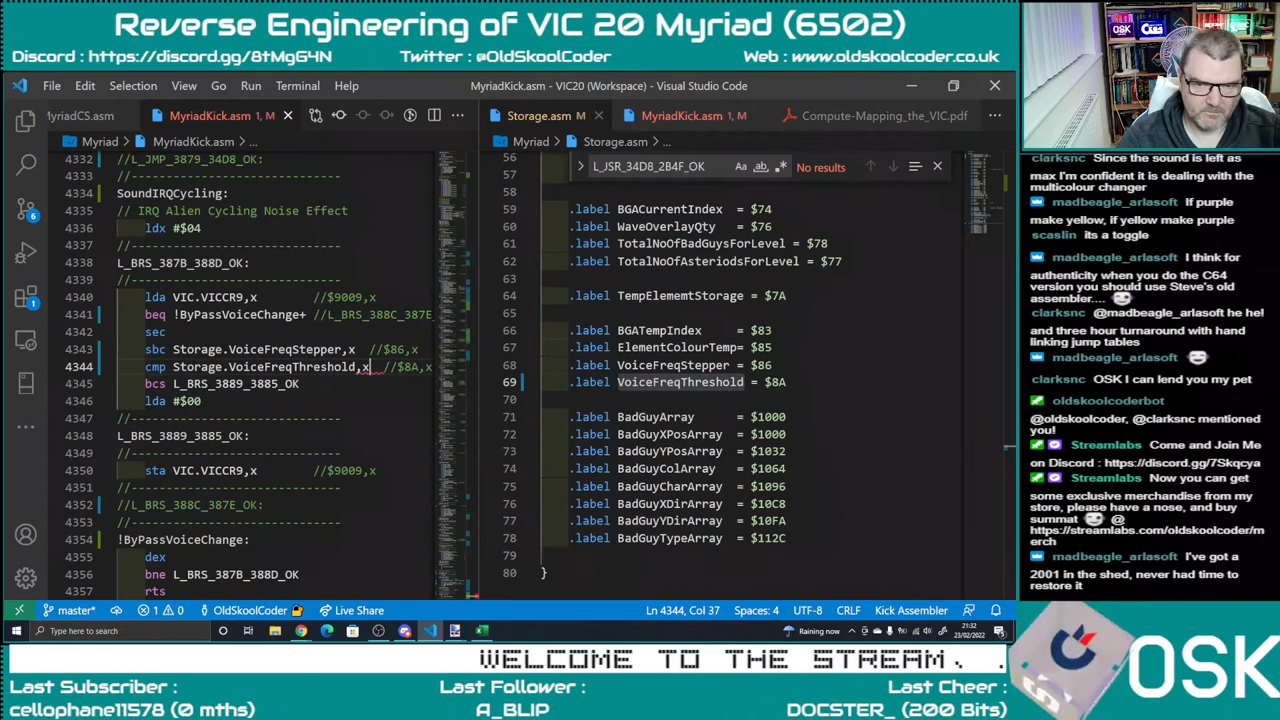 Reverse Engineering of VIC 20 Myriad (6502)
Discord : https://discord.gg/8tMgG4N
Twitter : @OldSkoolCoder
Web : www.oldskoolcoder.co.uk
File Edit Selection View Go Run Terminal Help
MyriadKick.asm - VIC20 (Workspace) - Visual Studio Code
MyriadCS.asm
MyriadKick.asm 1, M
Storage.asm M
MyriadKick.asm 1, M
Compute-Mapping_the_VIC.pdf
Myriad > MyriadKick.asm > ...
Myriad > Storage.asm > ...
L_JSR_34D8_2B4F_OK
Aa
No results
4332 //L_JMP_3879_34D8_OK:
4333 //--------------------------------
4334 SoundIRQCycling:
4335 // IRQ Alien Cycling Noise Effect
4336 ldx #$04
4337 //--------------------------------
4338 L_BRS_387B_388D_OK:
4339 //--------------------------------
4340 lda VIC.VICCR9,x //$9009,x
4341 beq !ByPassVoiceChange+ //L_BRS_388C_387E
4342 sec
4343 sbc Storage.VoiceFreqStepper,x //$86,x
4344 cmp Storage.VoiceFreqThreshold,x //$8A,x
4345 bcs L_BRS_3889_3885_OK
4346 lda #$00
4347 //--------------------------------
4348 L_BRS_3889_3885_OK:
4349 //--------------------------------
4350 sta VIC.VICCR9,x //$9009,x
4351 //--------------------------------
4352 //L_BRS_388C_387E_OK:
4353 //--------------------------------
4354 !ByPassVoiceChange:
4355 dex
4356 bne L_BRS_387B_388D_OK
4357 rts
56
57
58
59 .label BGACurrentIndex = $74
60 .label WaveOverlayQty = $76
61 .label TotalNoOfBadGuysForLevel = $78
62 .label TotalNoOfAsteriodsForLevel = $77
63
64 .label TempElememtStorage = $7A
65
66 .label BGATempIndex = $83
67 .label ElementColourTemp= $85
68 .label VoiceFreqStepper = $86
69 .label VoiceFreqThreshold = $8A
70
71 .label BadGuyArray = $1000
72 .label BadGuyXPosArray = $1000
73 .label BadGuyYPosArray = $1032
74 .label BadGuyColArray = $1064
75 .label BadGuyCharArray = $1096
76 .label BadGuyXDirArray = $10C8
77 .label BadGuyYDirArray = $10FA
78 .label BadGuyTypeArray = $112C
79
80 }
6
1
master*
1 0
OldSkoolCoder
Live Share
Ln 4344, Col 37
Spaces: 4
UTF-8
CRLF
Kick Assembler
Type here to search
Raining now
21:32
23/02/2022
clarksnc: Since the sound is left as
max I'm confident it is dealing with the
multicolour changer
madbeagle_arlasoft: If purple
make yellow, if yellow make purple
scaslin: its a toggle
madbeagle_arlasoft: I think for
authenticity when you do the C64
version you should use Steve's old
assembler....
clarksnc: @madbeagle_arlasoft he he!
and three hour turnaround with hand
linking jump tables
madbeagle_arlasoft:
clarksnc: OSK I can lend you my
pet
oldskoolcoderbot:
@oldskoolcoder, @clarksnc mentioned
you!
Streamlabs: Come and Join Me
on Discord : https://discord.gg/7Skqcya
Streamlabs: Now you can get
some exclusive merchandise from my
store, please have a nose, and buy
summat @
https://streamlabs.com/oldskoolcoder/m
erch
madbeagle_arlasoft: I've got a
2001 in the shed, never had time to
restore it
WELCOME TO THE STREAM. ...
OSK
Last Subscriber :
cellophane11578 (0 mths)
Last Follower :
A_BLIP
Last Cheer :
DOCSTER_ (200 Bits)